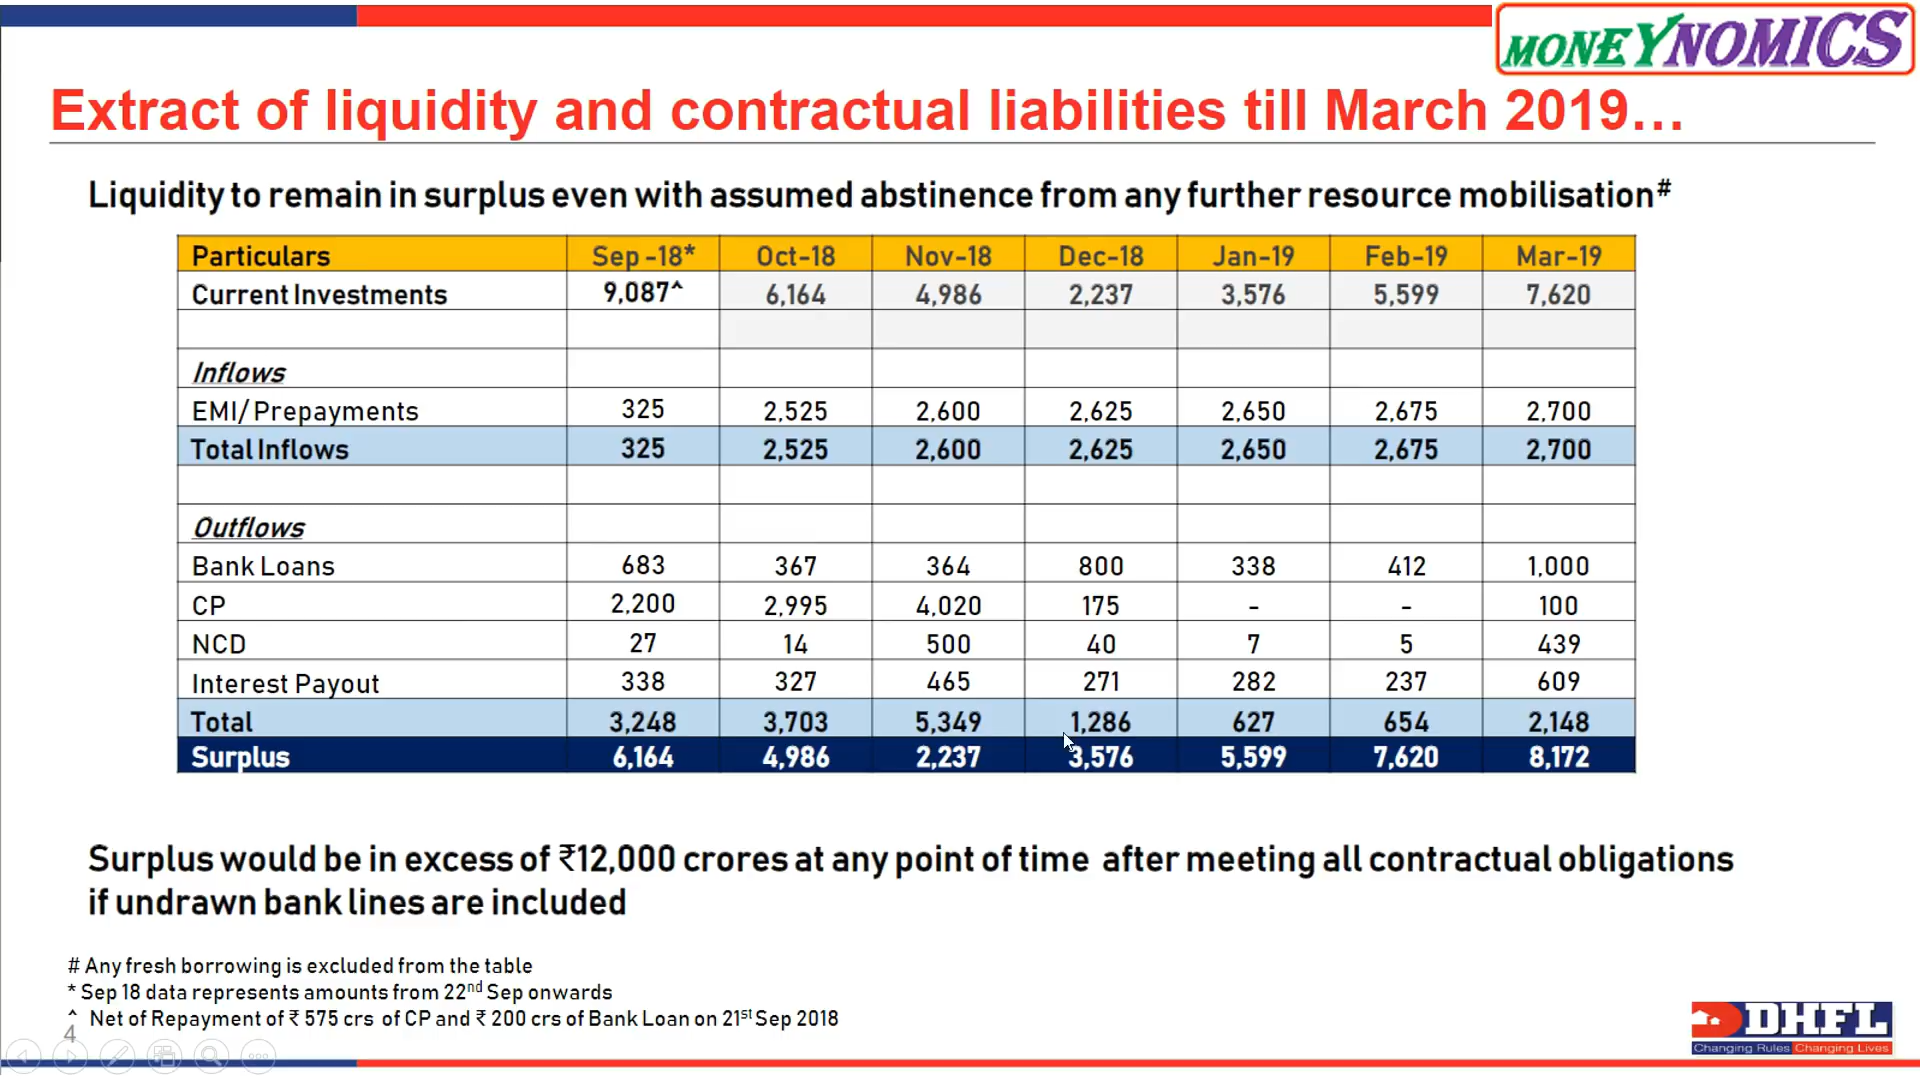 MONEYNOMICS
Extract of liquidity and contractual liabilities till March 2019...
Liquidity to remain in surplus even with assumed abstinence from any further resource mobilisation#
Particulars Sep -18* Oct-18 Nov-18 Dec-18 Jan-19 Feb-19 Mar-19
Current Investments 9,087^ 6,164 4,986 2,237 3,576 5,599 7,620
Inflows
EMI/ Prepayments 325 2,525 2,600 2,625 2,650 2,675 2,700
Total Inflows 325 2,525 2,600 2,625 2,650 2,675 2,700
Outflows
Bank Loans 683 367 364 800 338 412 1,000
CP 2,200 2,995 4,020 175 - - 100
NCD 27 14 500 40 7 5 439
Interest Payout 338 327 465 271 282 237 609
Total 3,248 3,703 5,349 1,286 627 654 2,148
Surplus 6,164 4,986 2,237 3,576 5,599 7,620 8,172
Surplus would be in excess of ₹12,000 crores at any point of time after meeting all contractual obligations
if undrawn bank lines are included
# Any fresh borrowing is excluded from the table
* Sep 18 data represents amounts from 22nd Sep onwards
^ Net of Repayment of ₹ 575 crs of CP and ₹ 200 crs of Bank Loan on 21st Sep 2018
4
DHFL
Changing Rules Changing Lives